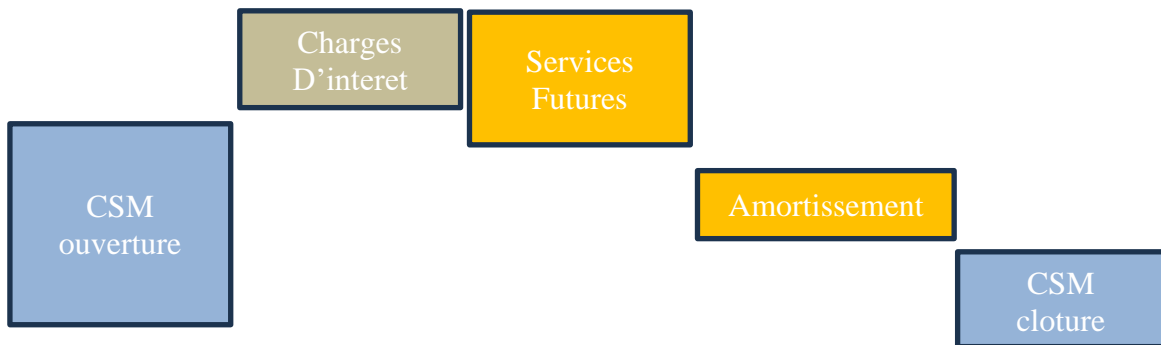 CSM
ouverture
Charges
D’interet
Services
Futures
Amortissement
CSM
cloture